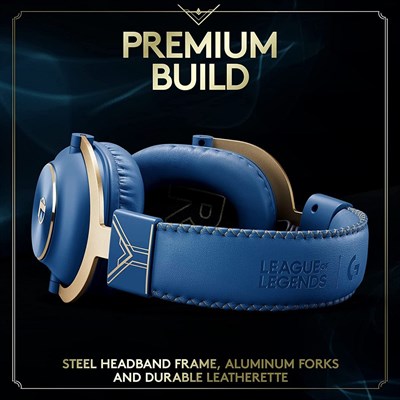 PREMIUM
BUILD
R
LEAGUE OF
LEGENDS
G
STEEL HEADBAND FRAME, ALUMINUM FORKS
AND DURABLE LEATHERETTE